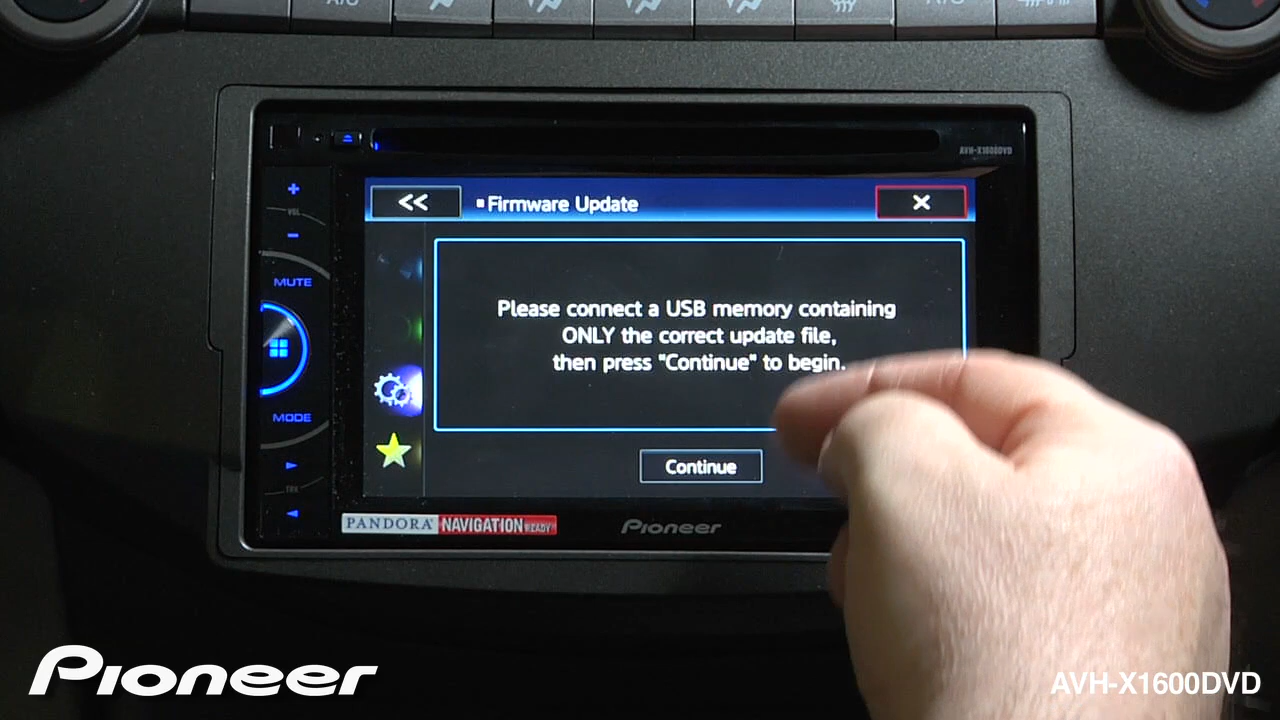 A/C
AVH-X1600DVD
+
VOL
−
<< ▪Firmware Update X
MUTE
Please connect a USB memory containing
ONLY the correct update file,
then press "Continue" to begin.
MODE
Continue
TRK
PANDORA NAVIGATION READY
Pioneer
Pioneer
AVH-X1600DVD